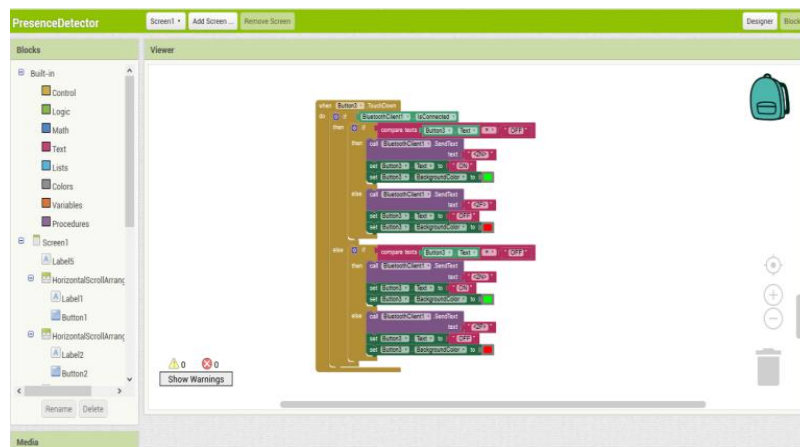 PresenceDetector Screen1 Add Screen ... Remove Screen Designer Block
Blocks
Viewer
Built-in
Control
Logic
Math
Text
Lists
Colors
Variables
Procedures
Screen1
Label5
HorizontalScrollArrang
Label1
Button1
HorizontalScrollArrang
Label2
Button2
Rename Delete
Media
when Button3 TouchDown
do if BluetoothClient1 IsConnected
then if compare texts Button3 Text = " OFF "
then call BluetoothClient1 SendText
text
set Button3 Text to " ON "
set Button3 BackgroundColor to
else call BluetoothClient1 SendText
text
set Button3 Text to " OFF "
set Button3 BackgroundColor to
else if compare texts Button3 Text = " OFF "
then call BluetoothClient1 SendText
text
set Button3 Text to " ON "
set Button3 BackgroundColor to
else call BluetoothClient1 SendText
text
set Button3 Text to " OFF "
set Button3 BackgroundColor to
0 0
Show Warnings